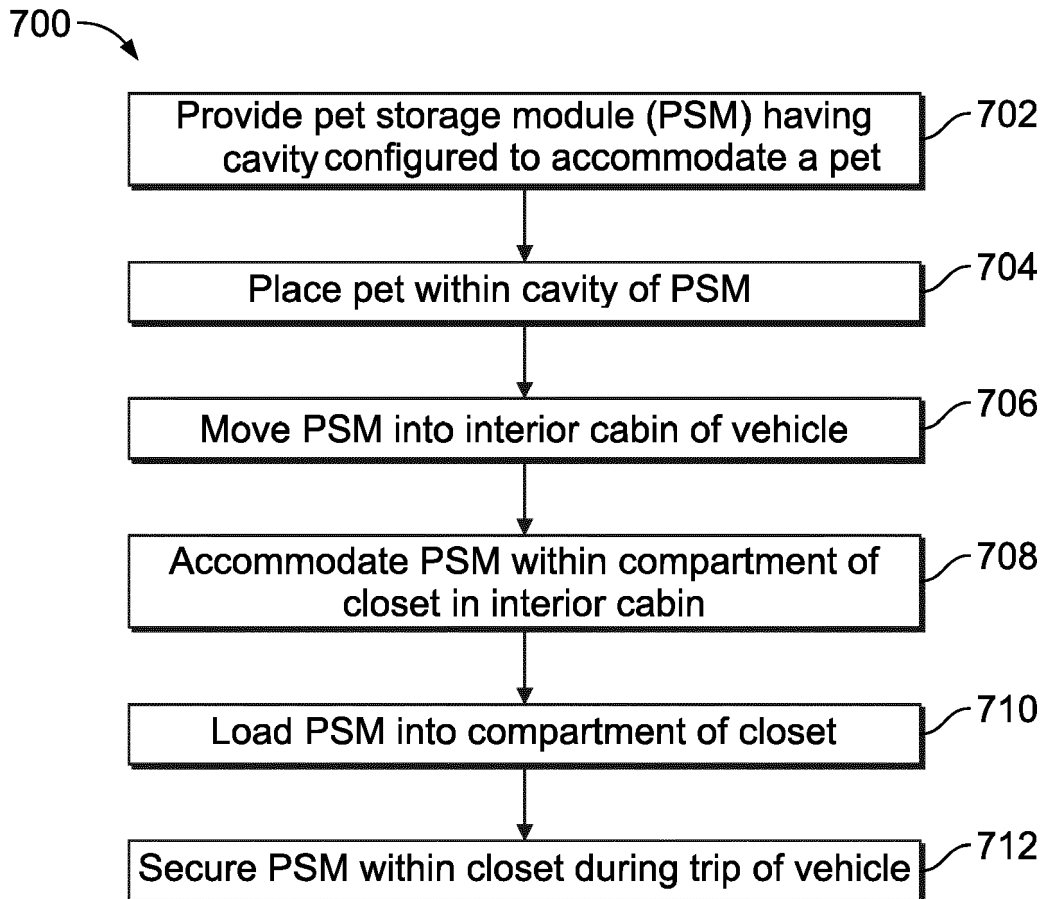 700
Provide pet storage module (PSM) having
cavity configured to accommodate a pet
702
Place pet within cavity of PSM
704
Move PSM into interior cabin of vehicle
706
Accommodate PSM within compartment of
closet in interior cabin
708
Load PSM into compartment of closet
710
Secure PSM within closet during trip of vehicle
712